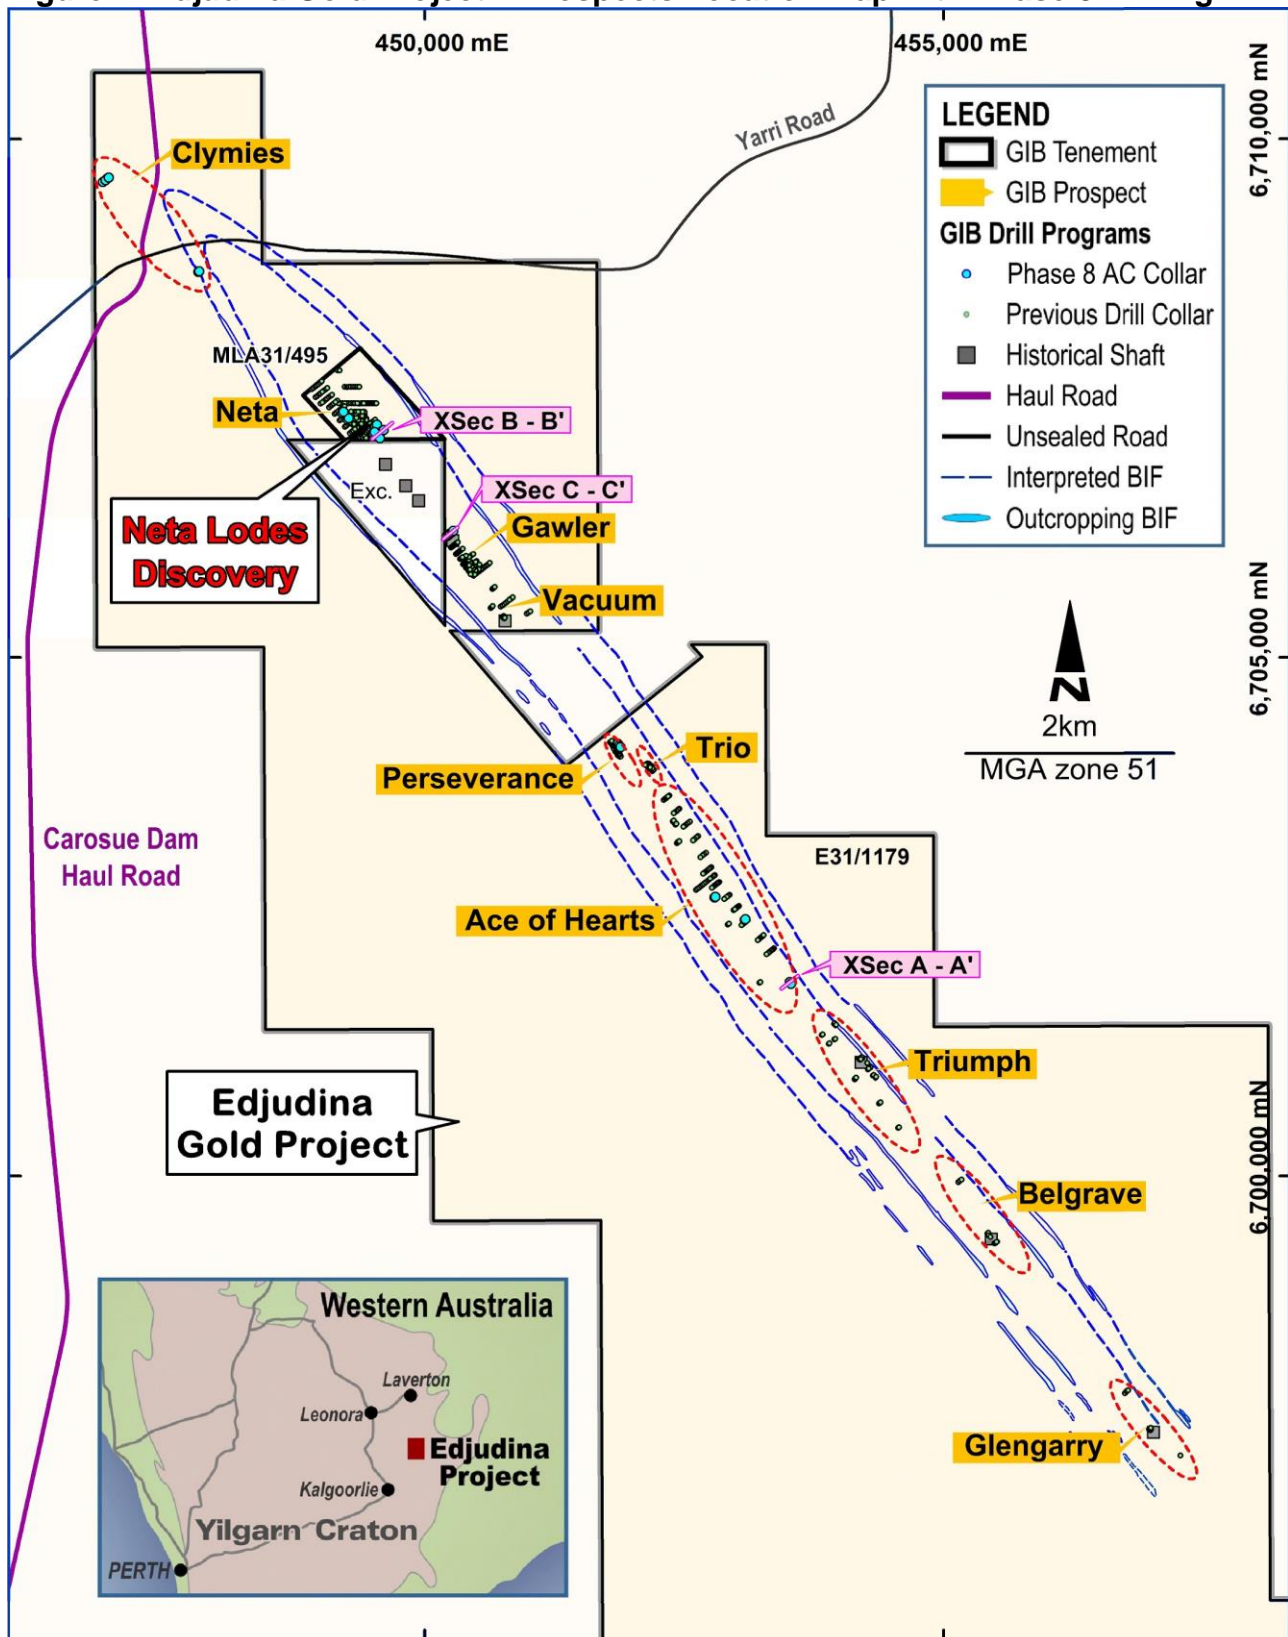 450,000 mE
455,000 mE
Yarri Road
6,710,000 mN
LEGEND
GIB Tenement
GIB Prospect
GIB Drill Programs
Phase 8 AC Collar
Previous Drill Collar
Historical Shaft
Haul Road
Unsealed Road
Interpreted BIF
Outcropping BIF
Clymies
MLA31/495
Neta
XSec B - B'
Exc.
XSec C - C'
Neta Lodes
Discovery
Gawler
Vacuum
6,705,000 mN
N
2km
MGA zone 51
Trio
Perseverance
Carosue Dam
Haul Road
E31/1179
Ace of Hearts
XSec A - A'
Triumph
Edjudina
Gold Project
6,700,000 mN
Belgrave
Glengarry
Western Australia
Laverton
Leonora
Edjudina
Project
Kalgoorlie
Yilgarn Craton
PERTH